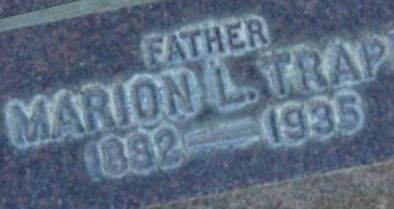 FATHER
MARION L. TRAP
1882 = 1935